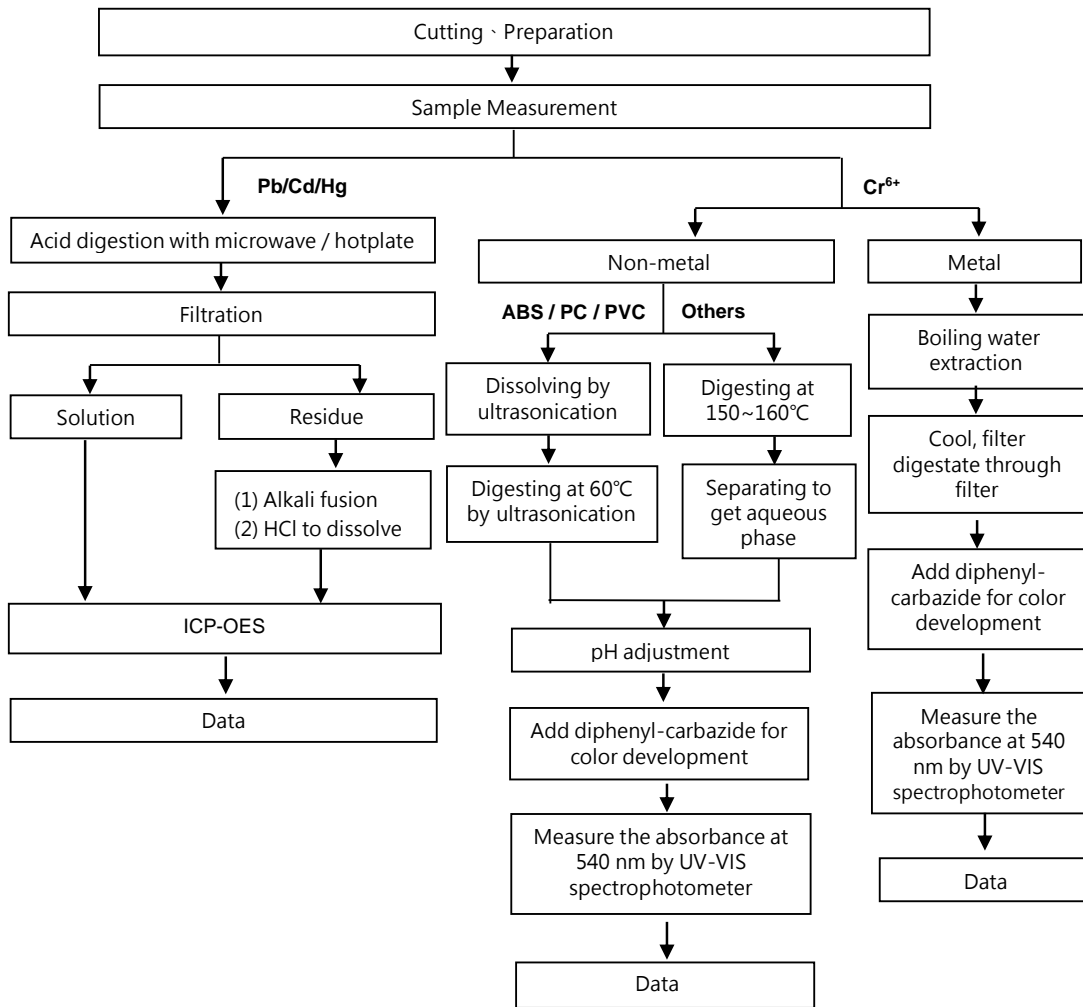 Cutting、Preparation
Sample Measurement
Pb/Cd/Hg
Cr6+
Acid digestion with microwave / hotplate
Filtration
Solution
Residue
(1) Alkali fusion
(2) HCl to dissolve
ICP-OES
Data
Non-metal
ABS / PC / PVC
Others
Dissolving by
ultrasonication
Digesting at 60℃
by ultrasonication
Digesting at
150~160℃
Separating to
get aqueous
phase
pH adjustment
Add diphenyl-carbazide for
color development
Measure the absorbance at
540 nm by UV-VIS
spectrophotometer
Data
Metal
Boiling water
extraction
Cool, filter
digestate through
filter
Add diphenyl-
carbazide for color
development
Measure the
absorbance at 540
nm by UV-VIS
spectrophotometer
Data